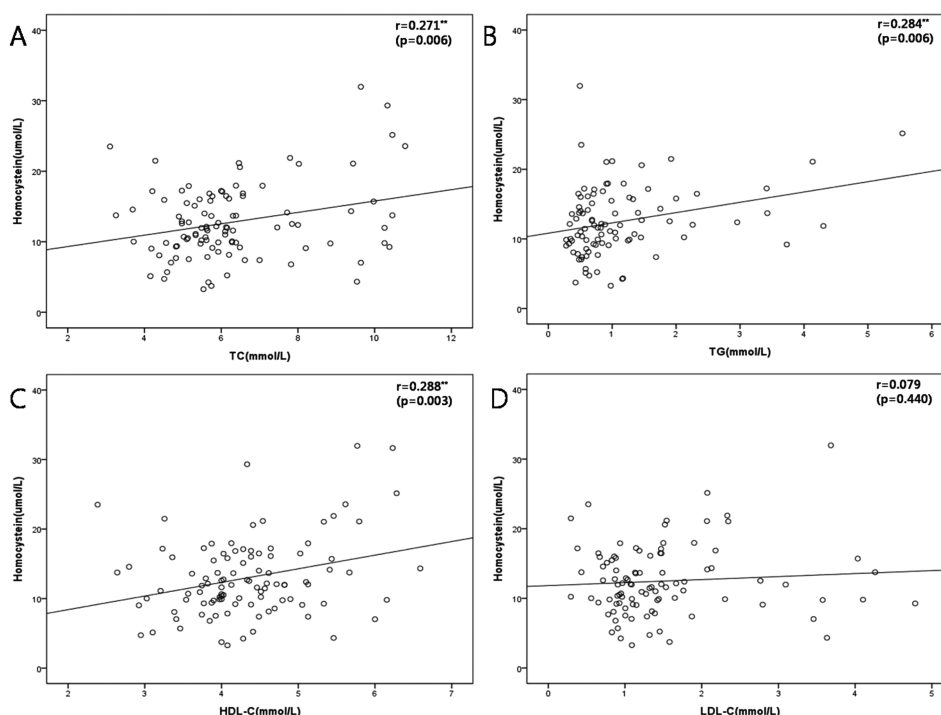 A
r=0.271**
(p=0.006)
Homocystein(umol/L)
40
30
20
10
0
2 4 6 8 10 12
TC(mmol/L)
B
r=0.284**
(p=0.006)
Homocystein(umol/L)
40
30
20
10
0
0 1 2 3 4 5 6
TG(mmol/L)
C
r=0.288**
(p=0.003)
Homocystein(umol/L)
40
30
20
10
0
2 3 4 5 6 7
HDL-C(mmol/L)
D
r=0.079
(p=0.440)
Homocystein(umol/L)
40
30
20
10
0
0 1 2 3 4 5
LDL-C(mmol/L)